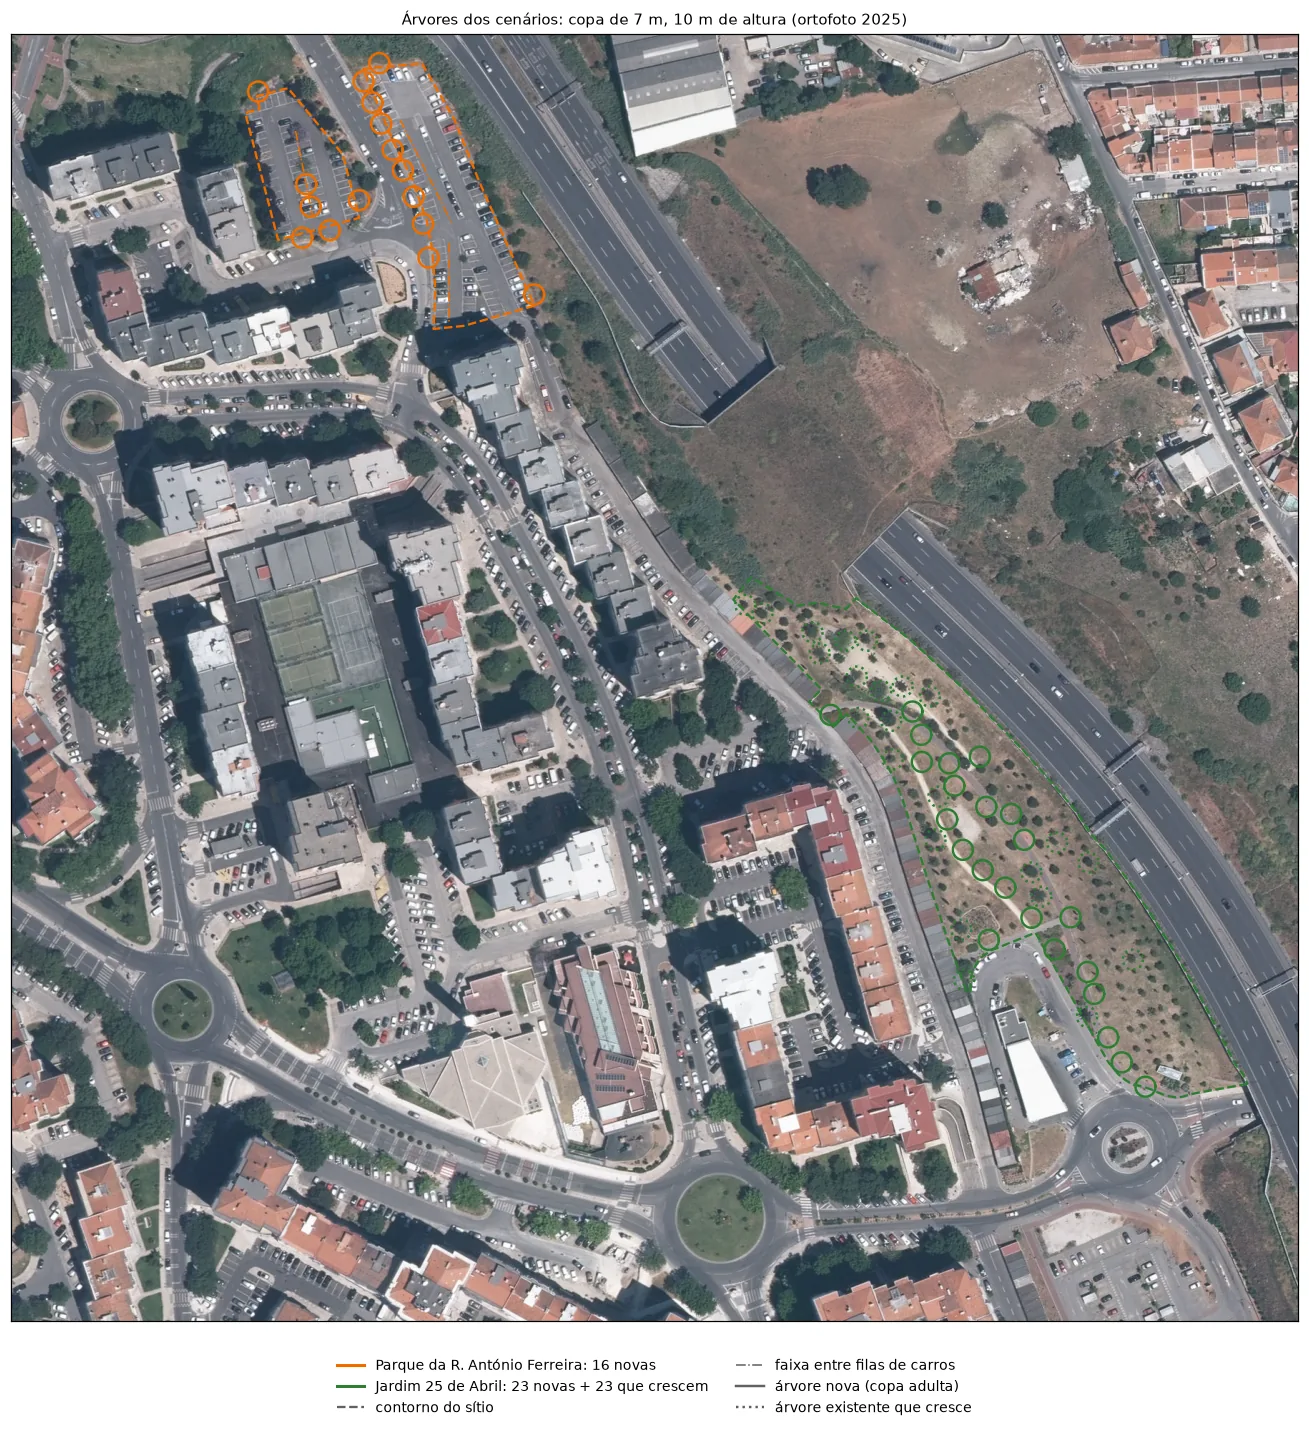 Árvores dos cenários: copa de 7 m, 10 m de altura (ortofoto 2025)
Parque da R. António Ferreira: 16 novas
Jardim 25 de Abril: 23 novas + 23 que crescem
contorno do sítio
faixa entre filas de carros
árvore nova (copa adulta)
árvore existente que cresce